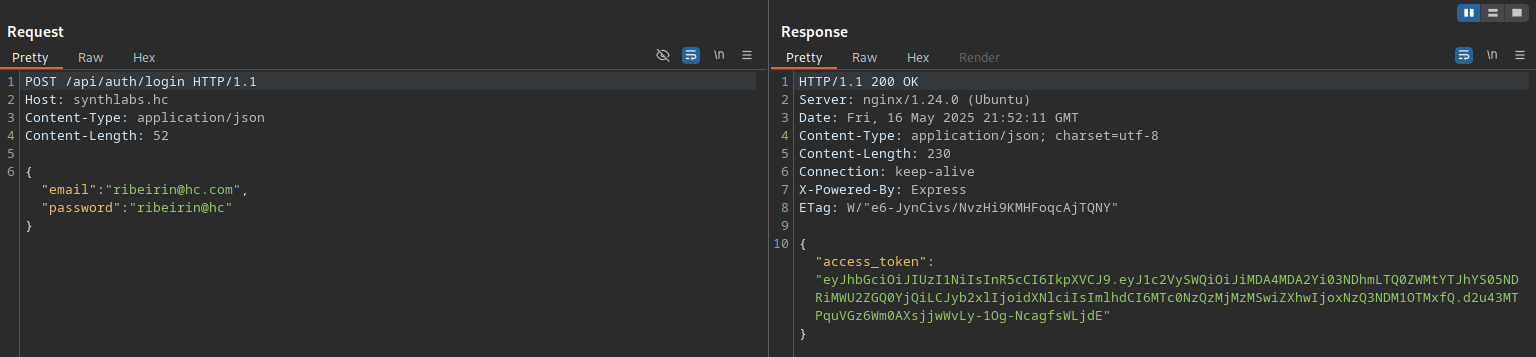 Request
Pretty Raw Hex \n
1 POST /api/auth/login HTTP/1.1
2 Host: synthlabs.hc
3 Content-Type: application/json
4 Content-Length: 52
5
6 {
"email":"ribeirin@hc.com",
"password":"ribeirin@hc"
}
Response
Pretty Raw Hex Render \n
1 HTTP/1.1 200 OK
2 Server: nginx/1.24.0 (Ubuntu)
3 Date: Fri, 16 May 2025 21:52:11 GMT
4 Content-Type: application/json; charset=utf-8
5 Content-Length: 230
6 Connection: keep-alive
7 X-Powered-By: Express
8 ETag: W/"e6-JynCivs/NvzHi9KMHFoqcAjTQNY"
9
10 {
"access_token":
"eyJhbGciOiJIUzI1NiIsInR5cCI6IkpXVCJ9.eyJ1c2VySWQiOiJiMDA4MDA2Yi03NDhmLTQ0ZWMtYTJhYS05ND
RiMWU2ZGQ0YjQiLCJyb2xlIjoidXNlciIsImlhdCI6MTc0NzQzMjMzMSwiZXhwIjoxNzQ3NDM1OTMxfQ.d2u43MT
PquVGz6Wm0AXsjjwWvLy-1Og-NcagfsWLjdE"
}